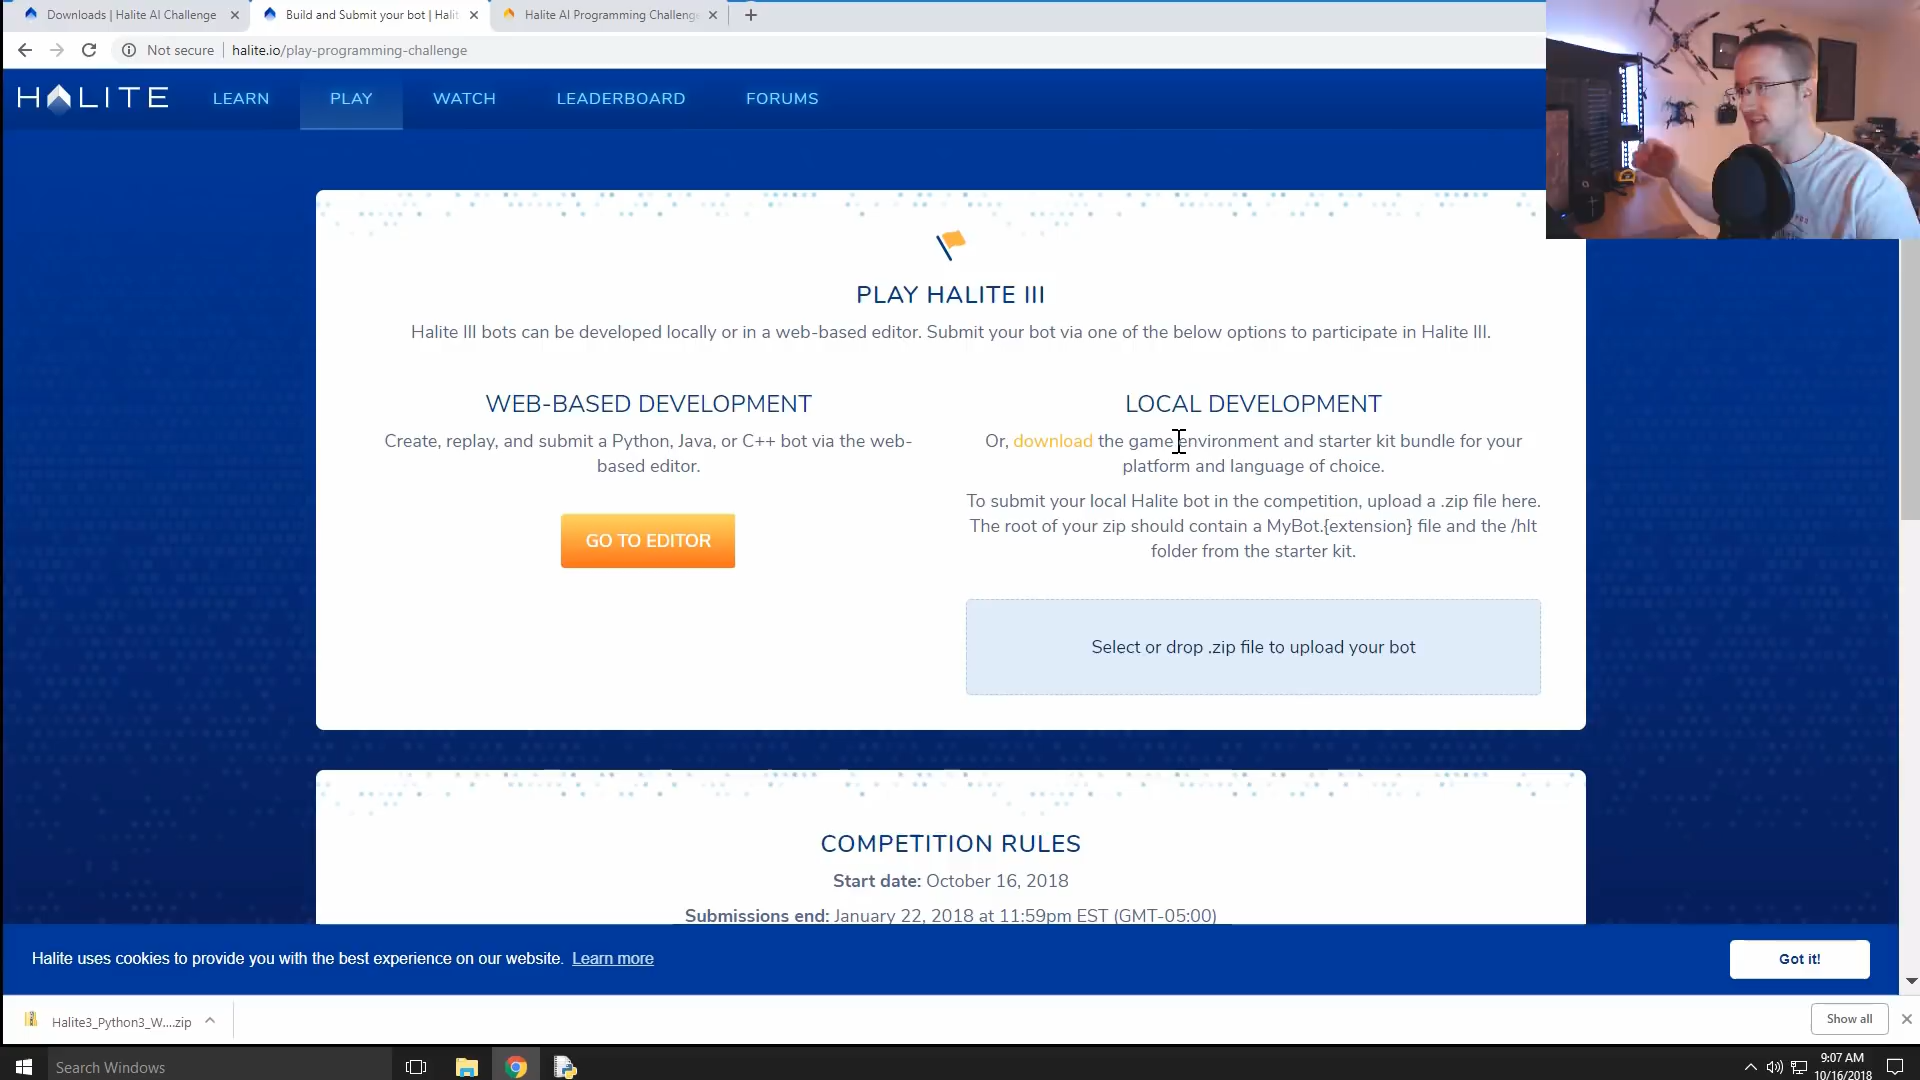 Downloads | Halite AI Challenge
Build and Submit your bot | Halit
Halite AI Programming Challeng
Not secure
halite.io/play-programming-challenge
HALITE
LEARN
PLAY
WATCH
LEADERBOARD
FORUMS
PLAY HALITE III
Halite III bots can be developed locally or in a web-based editor. Submit your bot via one of the below options to participate in Halite III.
WEB-BASED DEVELOPMENT
Create, replay, and submit a Python, Java, or C++ bot via the web-
based editor.
GO TO EDITOR
LOCAL DEVELOPMENT
Or, download the game environment and starter kit bundle for your
platform and language of choice.
To submit your local Halite bot in the competition, upload a .zip file here.
The root of your zip should contain a MyBot.{extension} file and the /hlt
folder from the starter kit.
Select or drop .zip file to upload your bot
COMPETITION RULES
Start date: October 16, 2018
Submissions end: January 22, 2018 at 11:59pm EST (GMT-05:00)
Halite uses cookies to provide you with the best experience on our website. Learn more
Got it!
Halite3_Python3_W....zip
Show all
Search Windows
9:07 AM
10/16/2018